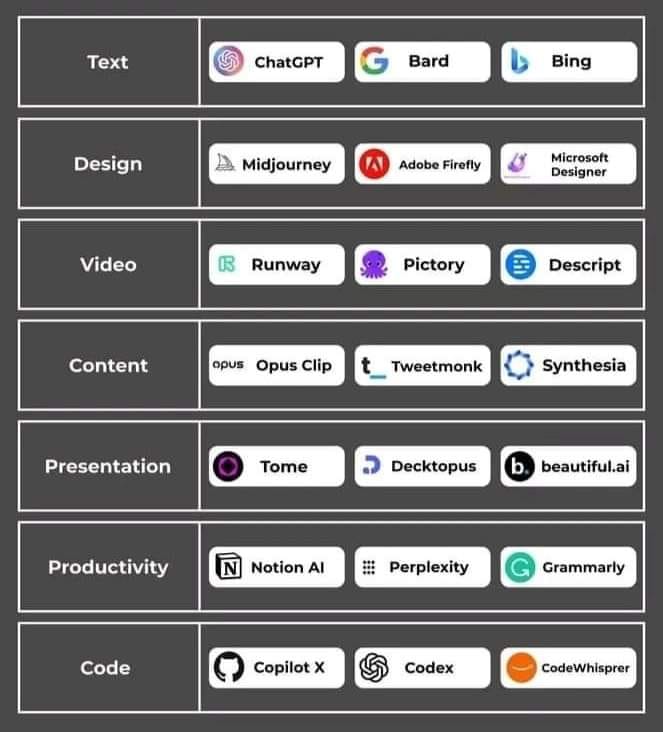 Text
ChatGPT
Bard
Bing
Design
Midjourney
Adobe Firefly
Microsoft
Designer
Video
Runway
Pictory
Descript
Content
opus
Opus Clip
t_
Tweetmonk
Synthesia
Presentation
Tome
Decktopus
b.
beautiful.ai
Productivity
N
Notion AI
Perplexity
G
Grammarly
Code
Copilot X
Codex
CodeWhisprer